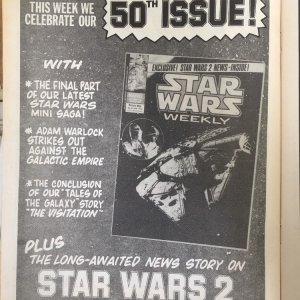 THIS WEEK WE
CELEBRATE OUR
50TH ISSUE!
WITH
* THE FINAL PART
OF OUR LATEST
STAR WARS
MINI SAGA!
* ADAM WARLOCK
STRIKES OUT
AGAINST THE
GALACTIC EMPIRE
* THE CONCLUSION
OF OUR "TALES OF
THE GALAXY" STORY
"THE VISITATION"
EXCLUSIVE! STAR WARS 2 NEWS-INSIDE!
STAR
WARS
WEEKLY
PLUS
THE LONG-AWAITED NEWS STORY ON
STAR WARS 2